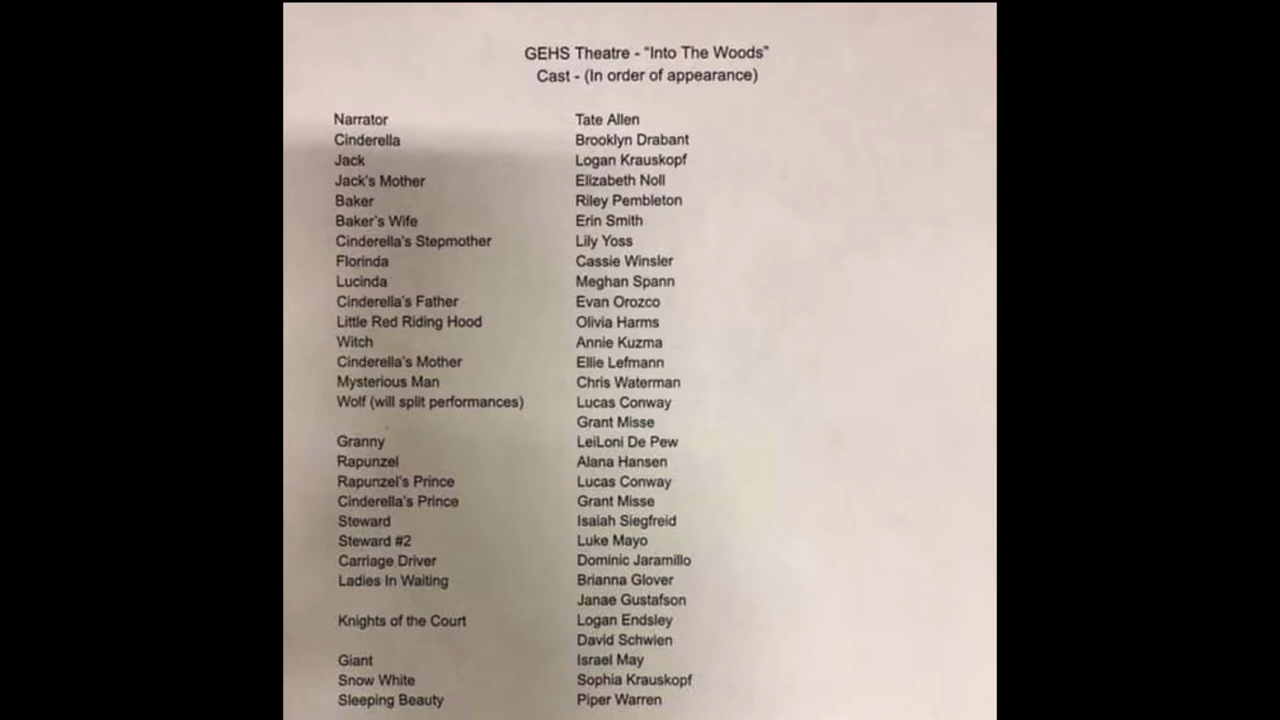 GEHS Theatre - “Into The Woods”
Cast - (In order of appearance)
Narrator Tate Allen
Cinderella Brooklyn Drabant
Jack Logan Krauskopf
Jack's Mother Elizabeth Noll
Baker Riley Pembleton
Baker's Wife Erin Smith
Cinderella's Stepmother Lily Yoss
Florinda Cassie Winsler
Lucinda Meghan Spann
Cinderella's Father Evan Orozco
Little Red Riding Hood Olivia Harms
Witch Annie Kuzma
Cinderella's Mother Ellie Lefmann
Mysterious Man Chris Waterman
Wolf (will split performances) Lucas Conway
Grant Misse
Granny LeiLoni De Pew
Rapunzel Alana Hansen
Rapunzel's Prince Lucas Conway
Cinderella's Prince Grant Misse
Steward Isaiah Siegfreid
Steward #2 Luke Mayo
Carriage Driver Dominic Jaramillo
Ladies In Waiting Brianna Glover
Janae Gustafson
Knights of the Court Logan Endsley
David Schwien
Giant Israel May
Snow White Sophia Krauskopf
Sleeping Beauty Piper Warren